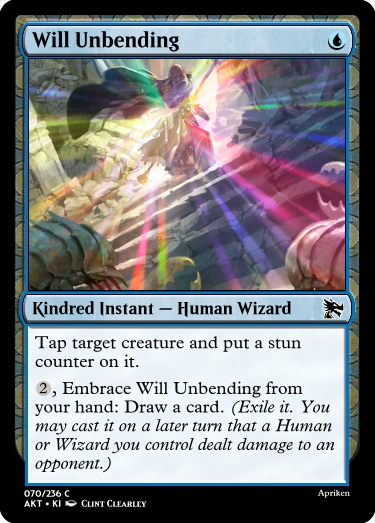 Will Unbending
Kindred Instant — Human Wizard
Tap target creature and put a stun
counter on it.
2, Embrace Will Unbending from
your hand: Draw a card. (Exile it. You
may cast it on a later turn that a Human
or Wizard you control dealt damage to an
opponent.)
070/236 C
Apriken
AKT • KI CLINT CLEARLEY